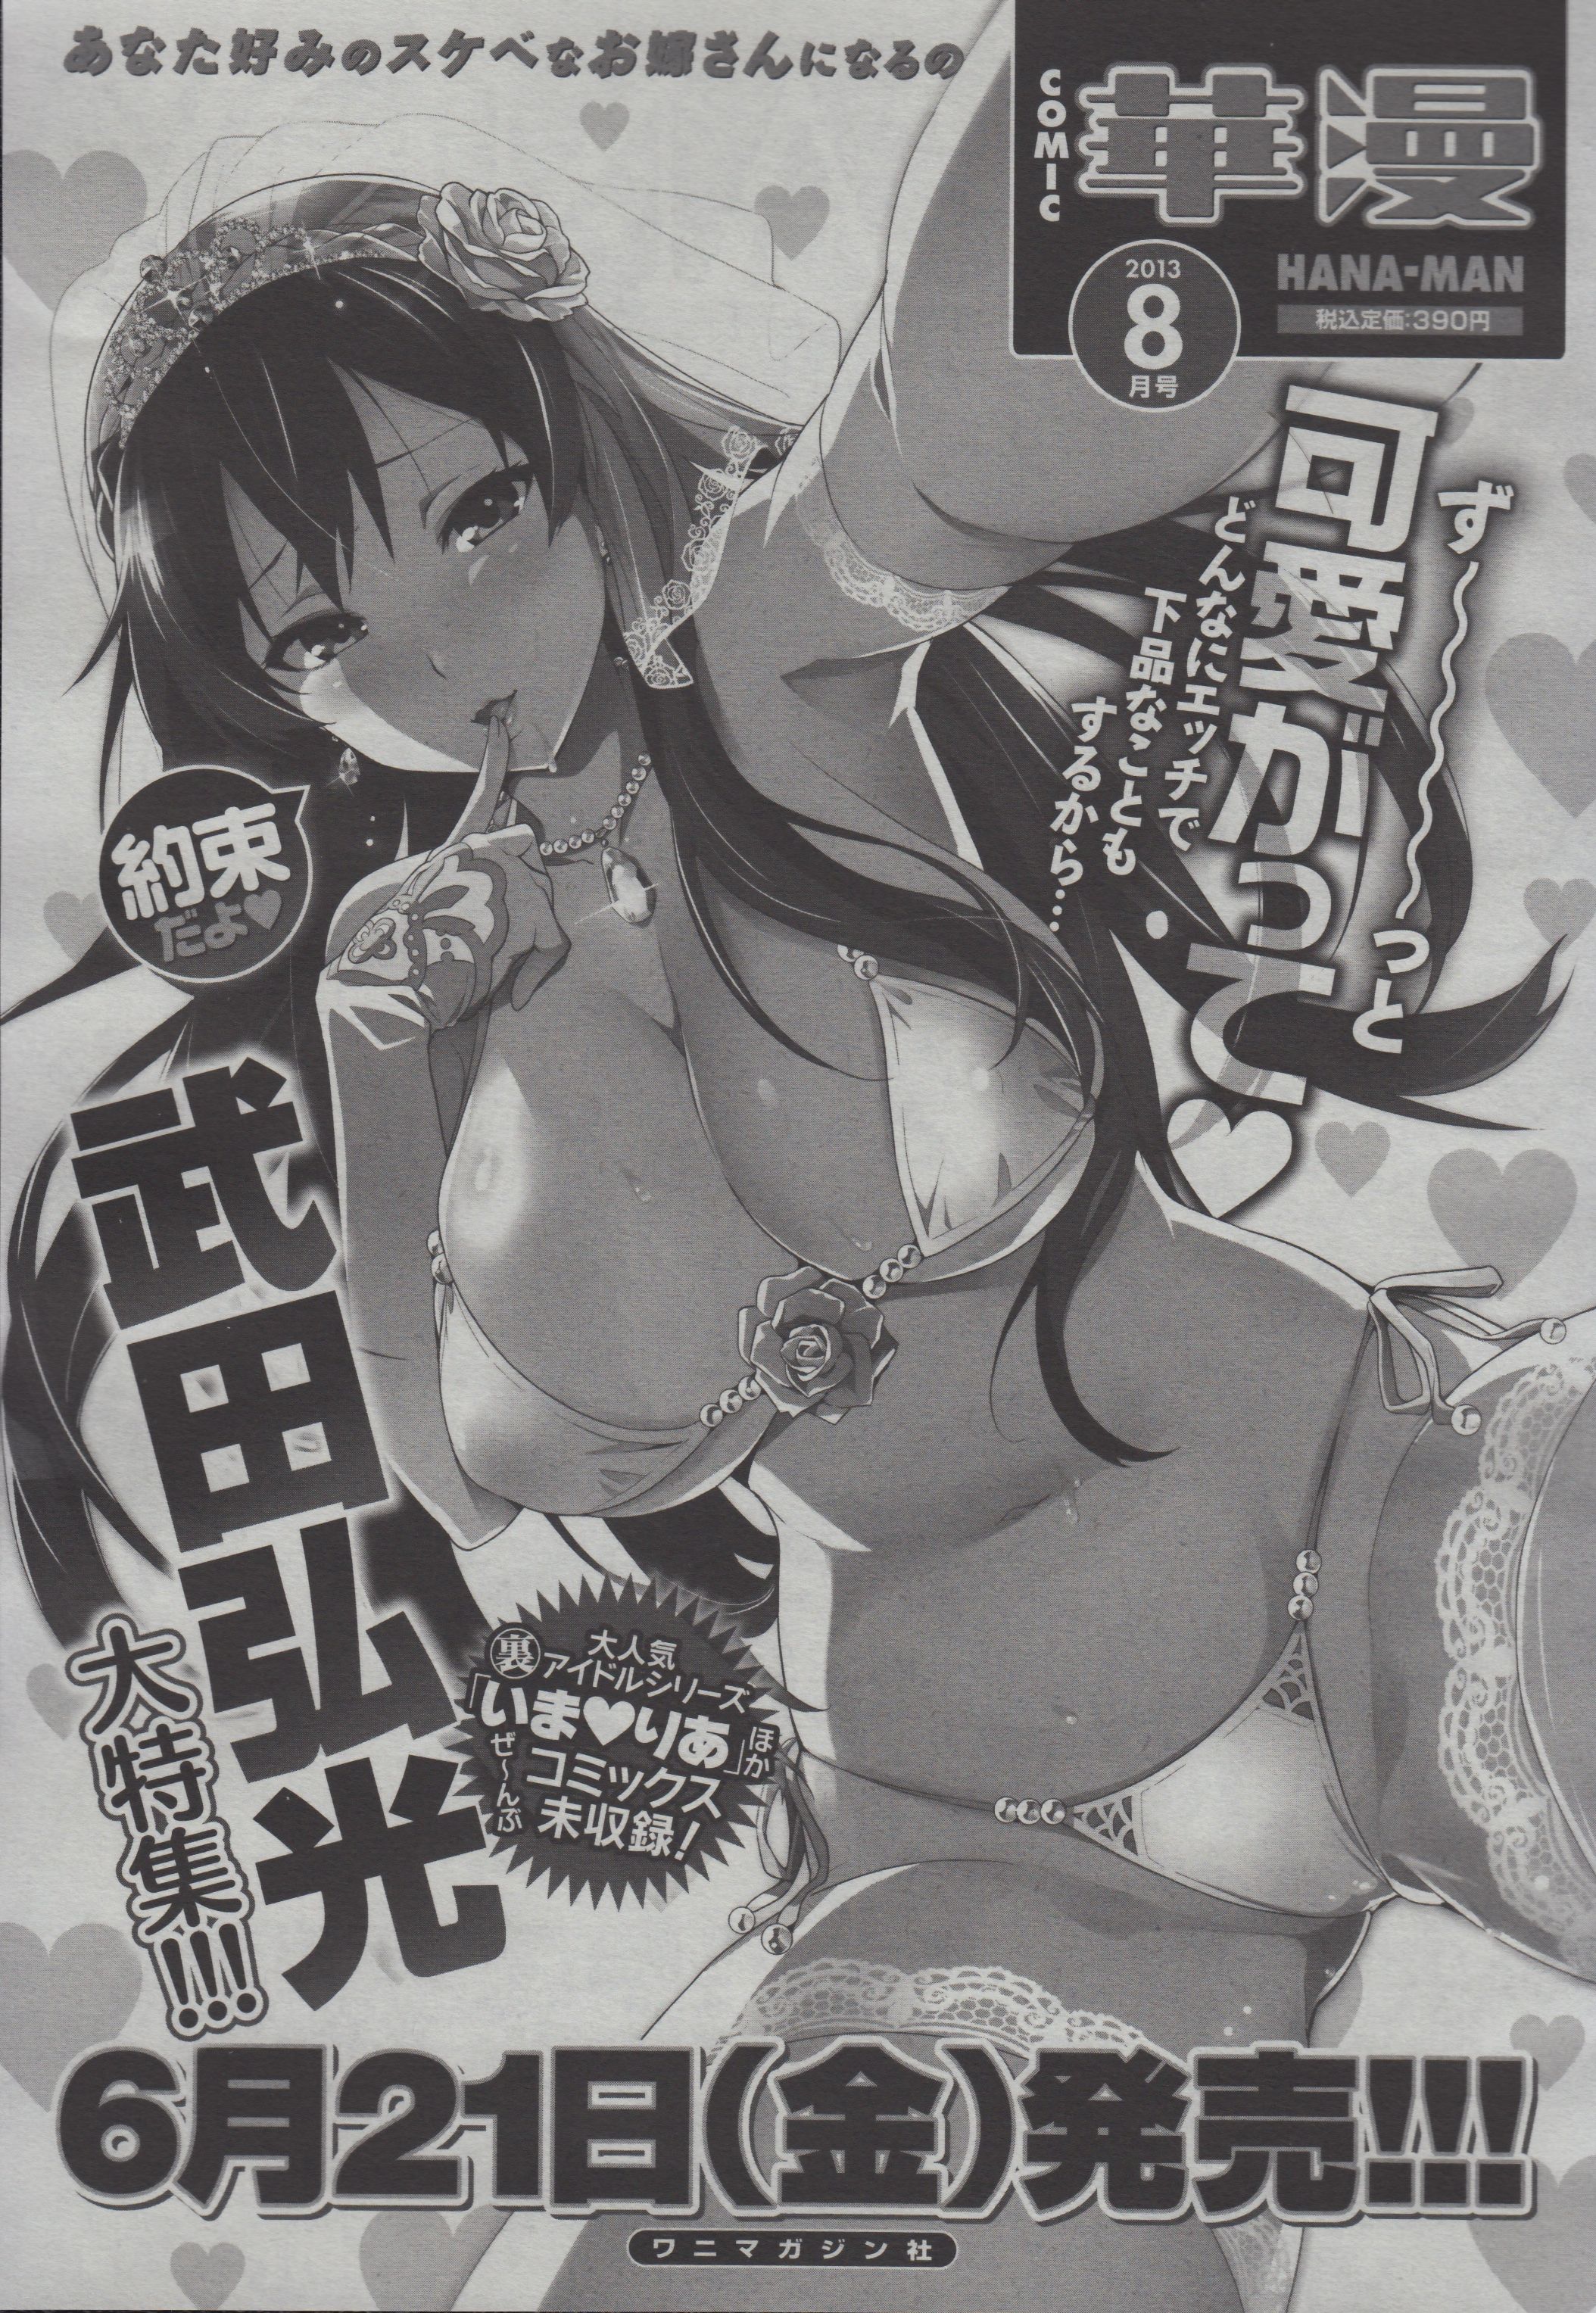 あなた好みのスケベなお嫁さんになるの
COMIC
華漫
HANA-MAN
2013
8
月号
税込定価:390円
ず〜〜〜っと
可愛がって♥
どんなにエッチで
下品なことも
するから…
約束
だよ♥
武田弘光
大特集!!!
大人気
裏アイドルシリーズ
「いま♥りあ」ほか
コミックス
未収録!
ぜ〜んぶ
6月21日(金)発売!!!
ワニマガジン社